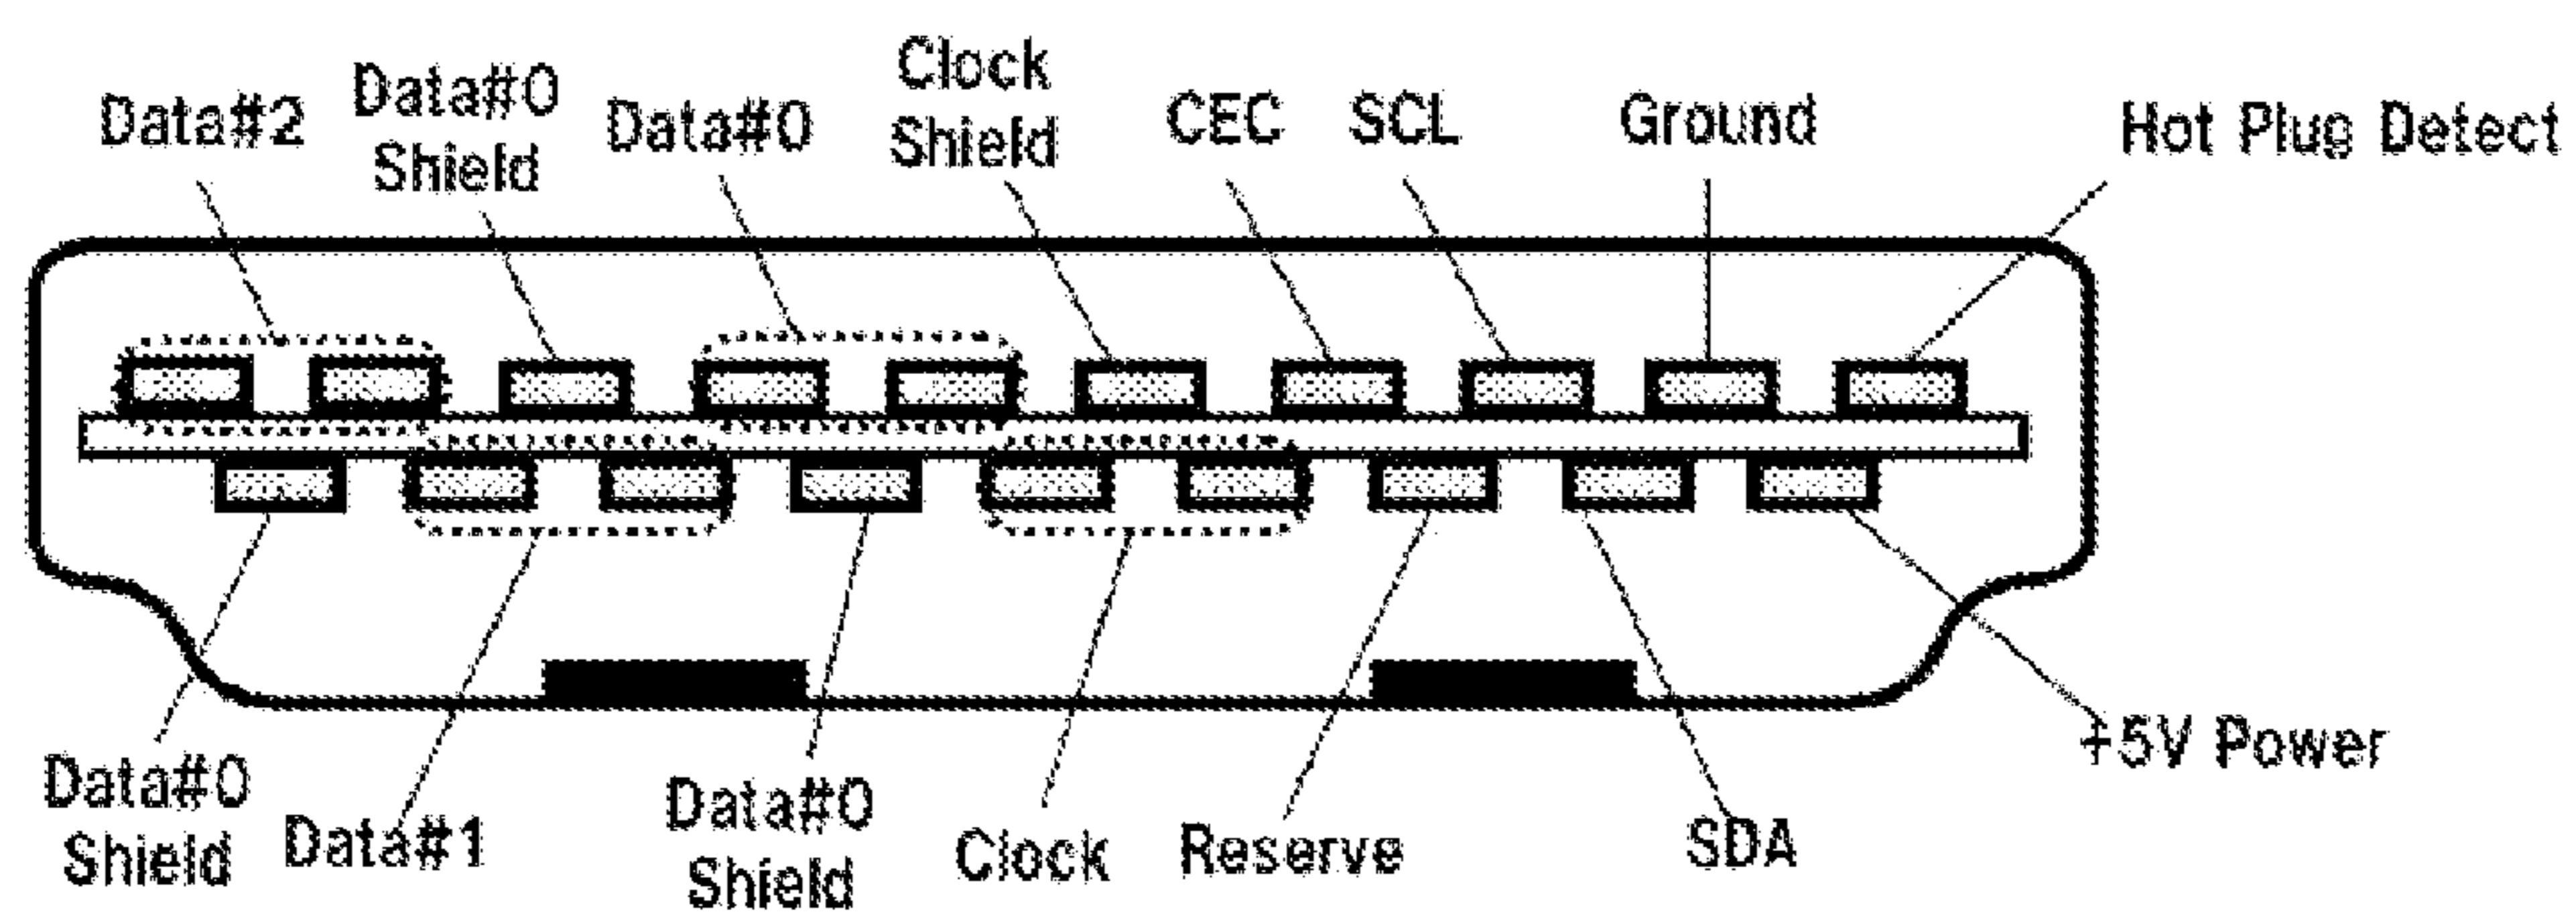 Data#2
Data#0
Shield
Data#0
Clock
Shield
CEC
SCL
Ground
Hot Plug Detect
Data#0
Shield
Data#1
Data#0
Shield
Clock
Reserve
SDA
+5V Power